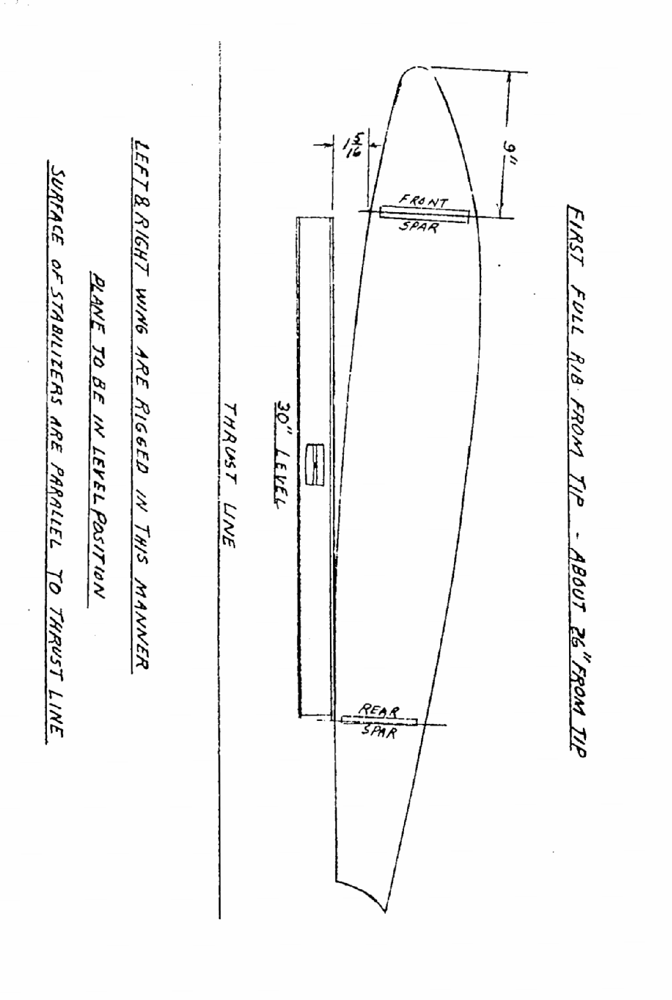 FIRST FULL RIB FROM TIP - ABOUT 26" FROM TIP
9"
FRONT
SPAR
1 5/16
REAR
SPAR
30" LEVEL
THRUST LINE
LEFT & RIGHT WING ARE RIGGED IN THIS MANNER
PLANE TO BE IN LEVEL POSITION
SURFACE OF STABILIZERS ARE PARALLEL TO THRUST LINE